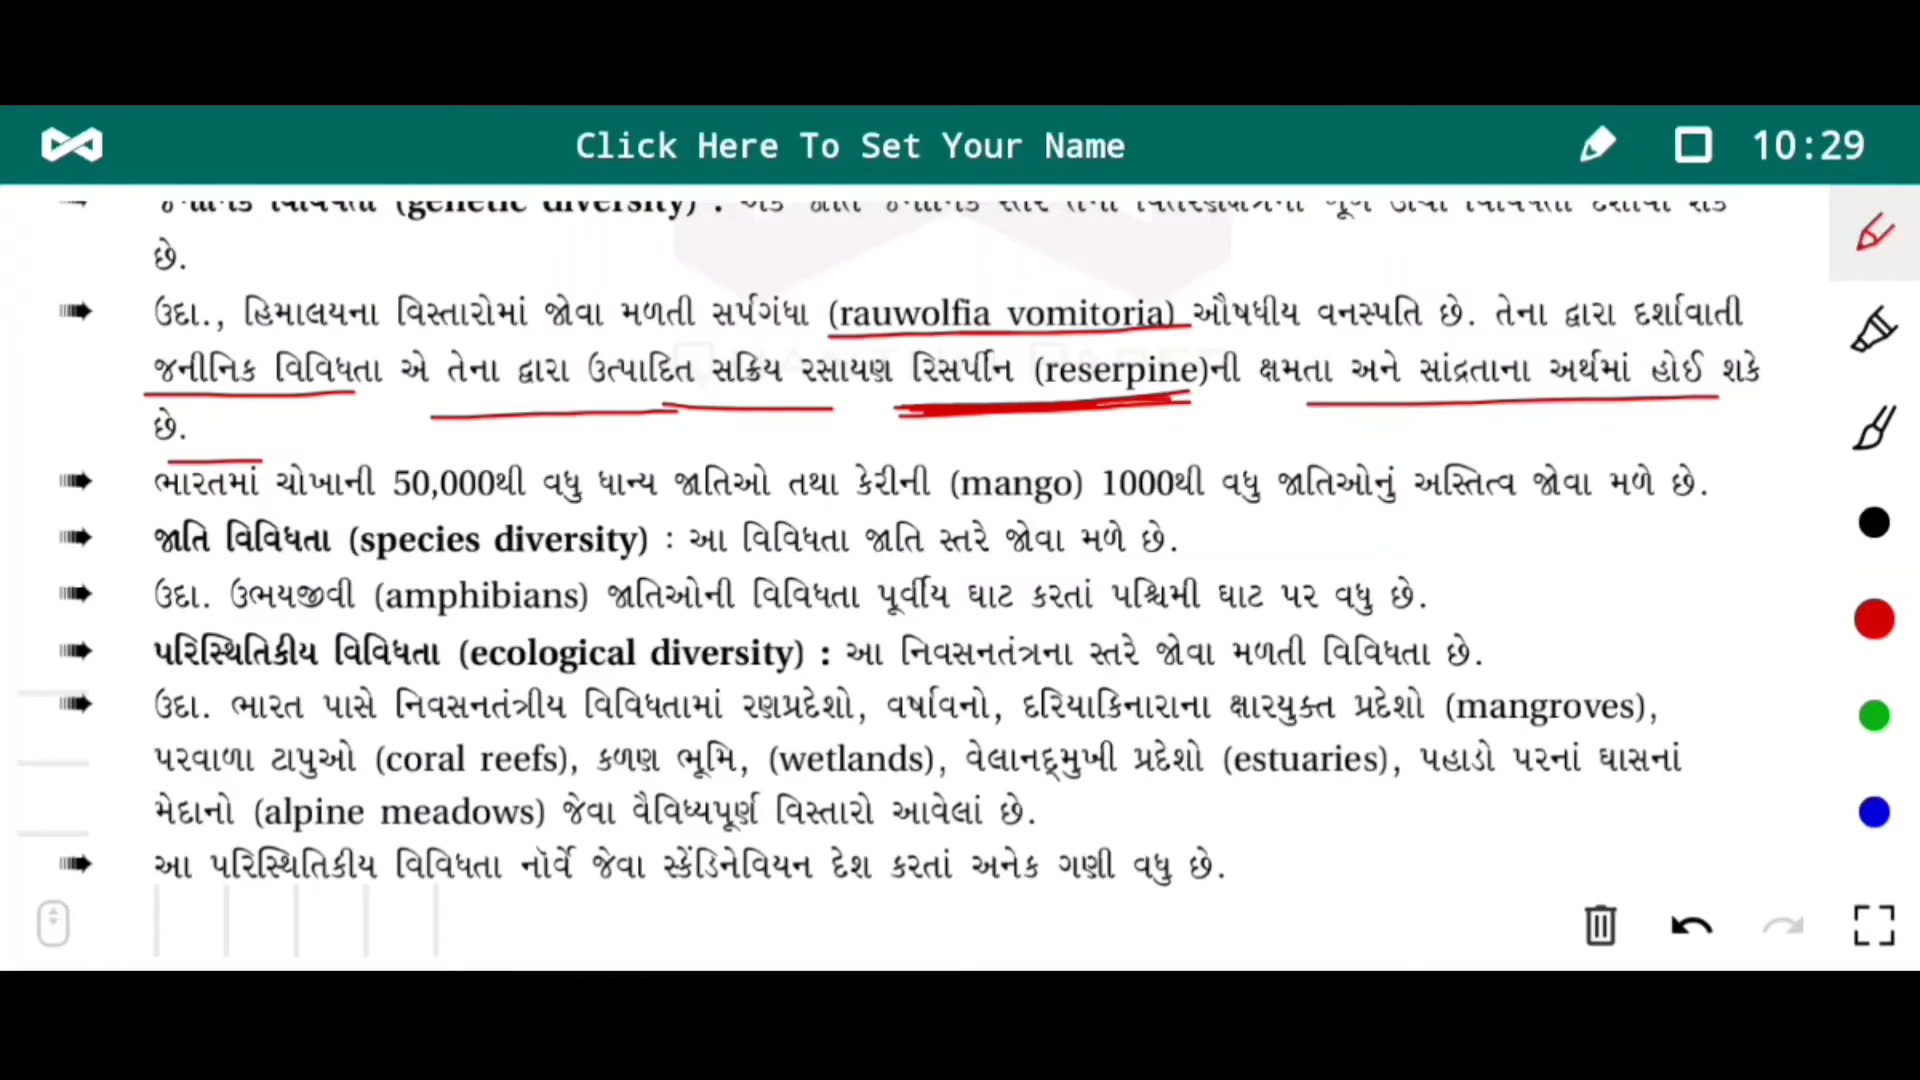 Click Here To Set Your Name 10:29
(genetic diversity) :
છે.
ઉદા., હિમાલયના વિસ્તારોમાં જોવા મળતી સર્પગંધા (rauwolfia vomitoria) ઔષધીય વનસ્પતિ છે. તેના દ્વારા દર્શાવાતી
જનીનિક વિવિધતા એ તેના દ્વારા ઉત્પાદિત સક્રિય રસાયણ રિસર્પીન (reserpine)ની ક્ષમતા અને સાંદ્રતાના અર્થમાં હોઈ શકે
છે.
ભારતમાં ચોખાની 50,000થી વધુ ધાન્ય જાતિઓ તથા કેરીની (mango) 1000થી વધુ જાતિઓનું અસ્તિત્વ જોવા મળે છે.
જાતિ વિવિધતા (species diversity) : આ વિવિધતા જાતિ સ્તરે જોવા મળે છે.
ઉદા. ઉભયજીવી (amphibians) જાતિઓની વિવિધતા પૂર્વીય ઘાટ કરતાં પશ્ચિમી ઘાટ પર વધુ છે.
પરિસ્થિતિકીય વિવિધતા (ecological diversity) : આ નિવસનતંત્રના સ્તરે જોવા મળતી વિવિધતા છે.
ઉદા. ભારત પાસે નિવસનતંત્રીય વિવિધતામાં રણપ્રદેશો, વર્ષાવનો, દરિયાકિનારાના ક્ષારયુક્ત પ્રદેશો (mangroves),
પરવાળા ટાપુઓ (coral reefs), કળણ ભૂમિ, (wetlands), વેલાનદ્મુખી પ્રદેશો (estuaries), પહાડો પરનાં ઘાસનાં
મેદાનો (alpine meadows) જેવા વૈવિધ્યપૂર્ણ વિસ્તારો આવેલાં છે.
આ પરિસ્થિતિકીય વિવિધતા નૉર્વે જેવા સ્કેંડિનેવિયન દેશ કરતાં અનેક ગણી વધુ છે.